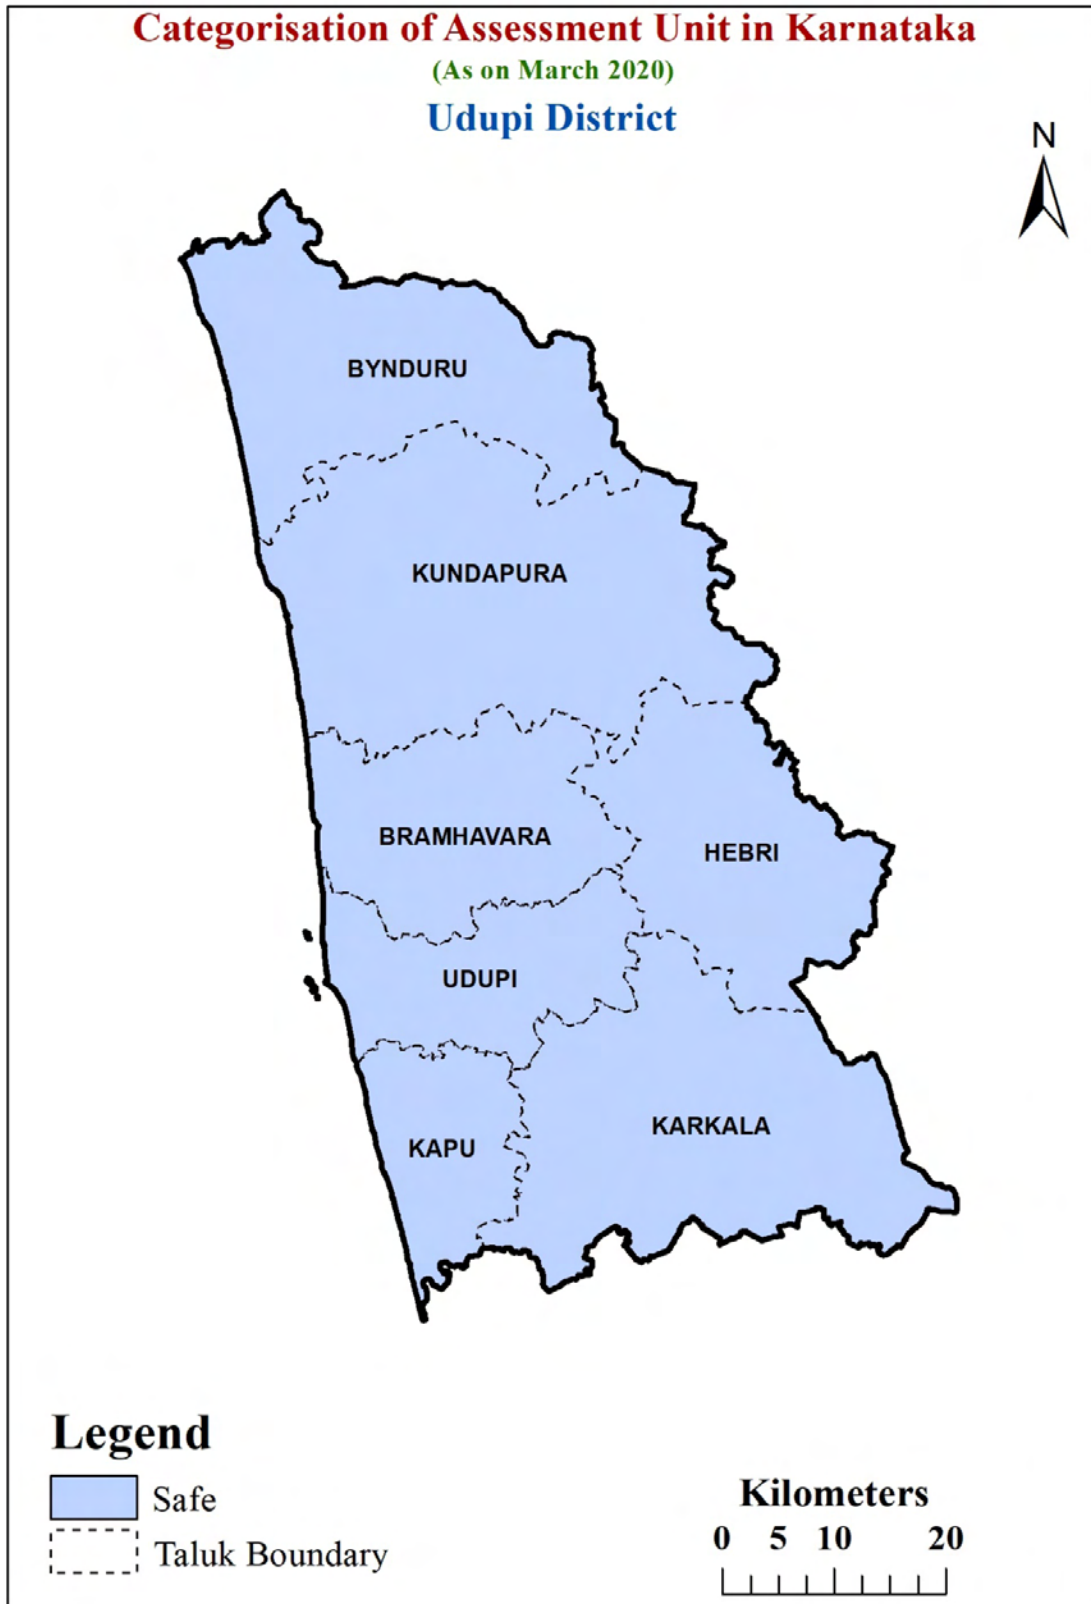 Categorisation of Assessment Unit in Karnataka
(As on March 2020)
Udupi District
N
BYNDURU
KUNDAPURA
BRAMHAVARA
HEBRI
UDUPI
KARKALA
KAPU
Legend
Safe
Taluk Boundary
Kilometers
0 5 10 20